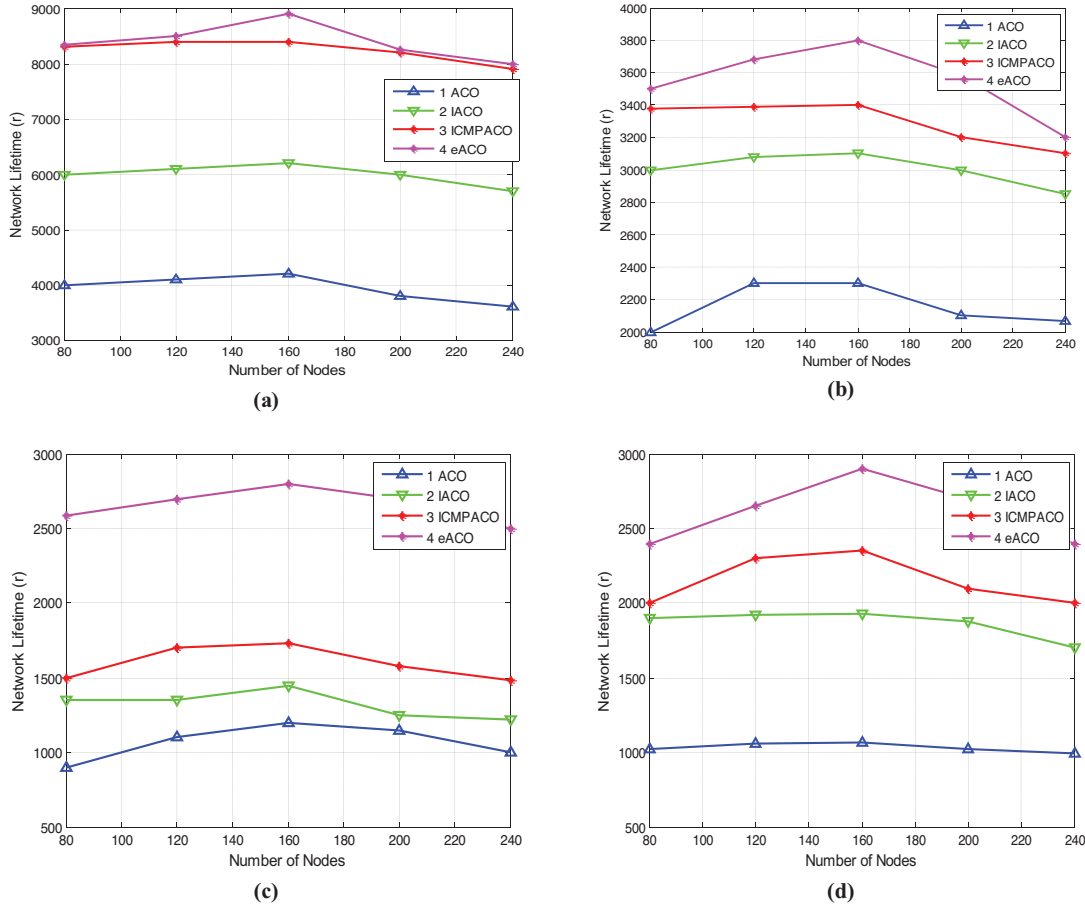 9000
8000
7000
6000
5000
4000
3000
Network Lifetime (r)
1 ACO
2 IACO
3 ICMPACO
4 eACO
80 100 120 140 160 180 200 220 240
Number of Nodes
(a)
4000
3800
3600
3400
3200
3000
2800
2600
2400
2200
2000
Network Lifetime (r)
1 ACO
2 IACO
3 ICMPACO
4 eACO
80 100 120 140 160 180 200 220 240
Number of Nodes
(b)
3000
2500
2000
1500
1000
500
Network Lifetime (r)
1 ACO
2 IACO
3 ICMPACO
4 eACO
80 100 120 140 160 180 200 220 240
Number of Nodes
(c)
3000
2500
2000
1500
1000
500
Network Lifetime (r)
1 ACO
2 IACO
3 ICMPACO
4 eACO
80 100 120 140 160 180 200 220 240
Number of Nodes
(d)